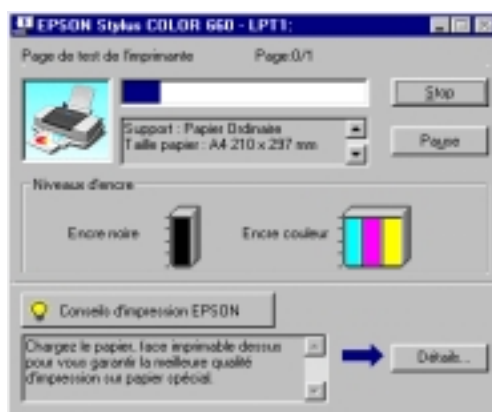 EPSON Stylus COLOR 660 - LPT1:
Page de test de l'imprimante Page:0/1
Stop
Support : Papier Ordinaire
Taille papier : A4 210 x 297 mm
Pause
Niveaux d'encre
Encre noire Encre couleur
Conseils d'impression EPSON
Chargez le papier, face imprimable dessus
pour vous garantir la meilleure qualité
d'impression sur papier spécial.
Détails...